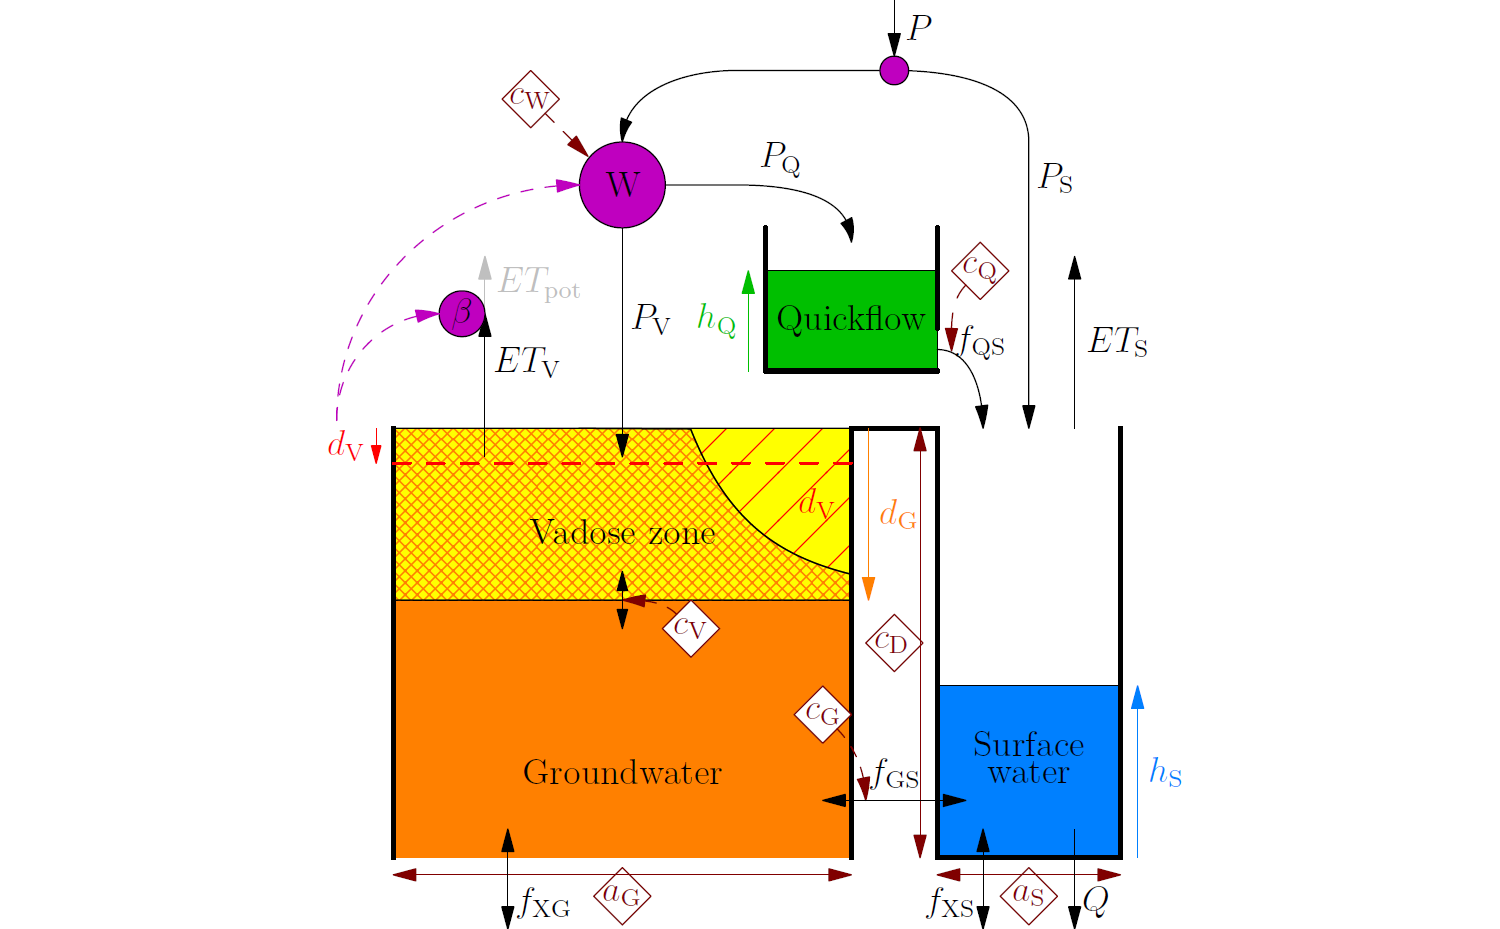 P
c_W
P_Q
W
P_S
c_Q
ET_pot
β
P_V
h_Q
Quickflow
f_QS
ET_S
ET_V
d_V
d_V
d_G
Vadose zone
c_V
c_D
c_G
Surface
water
Groundwater
f_GS
h_S
f_XG
a_G
f_XS
a_S
Q